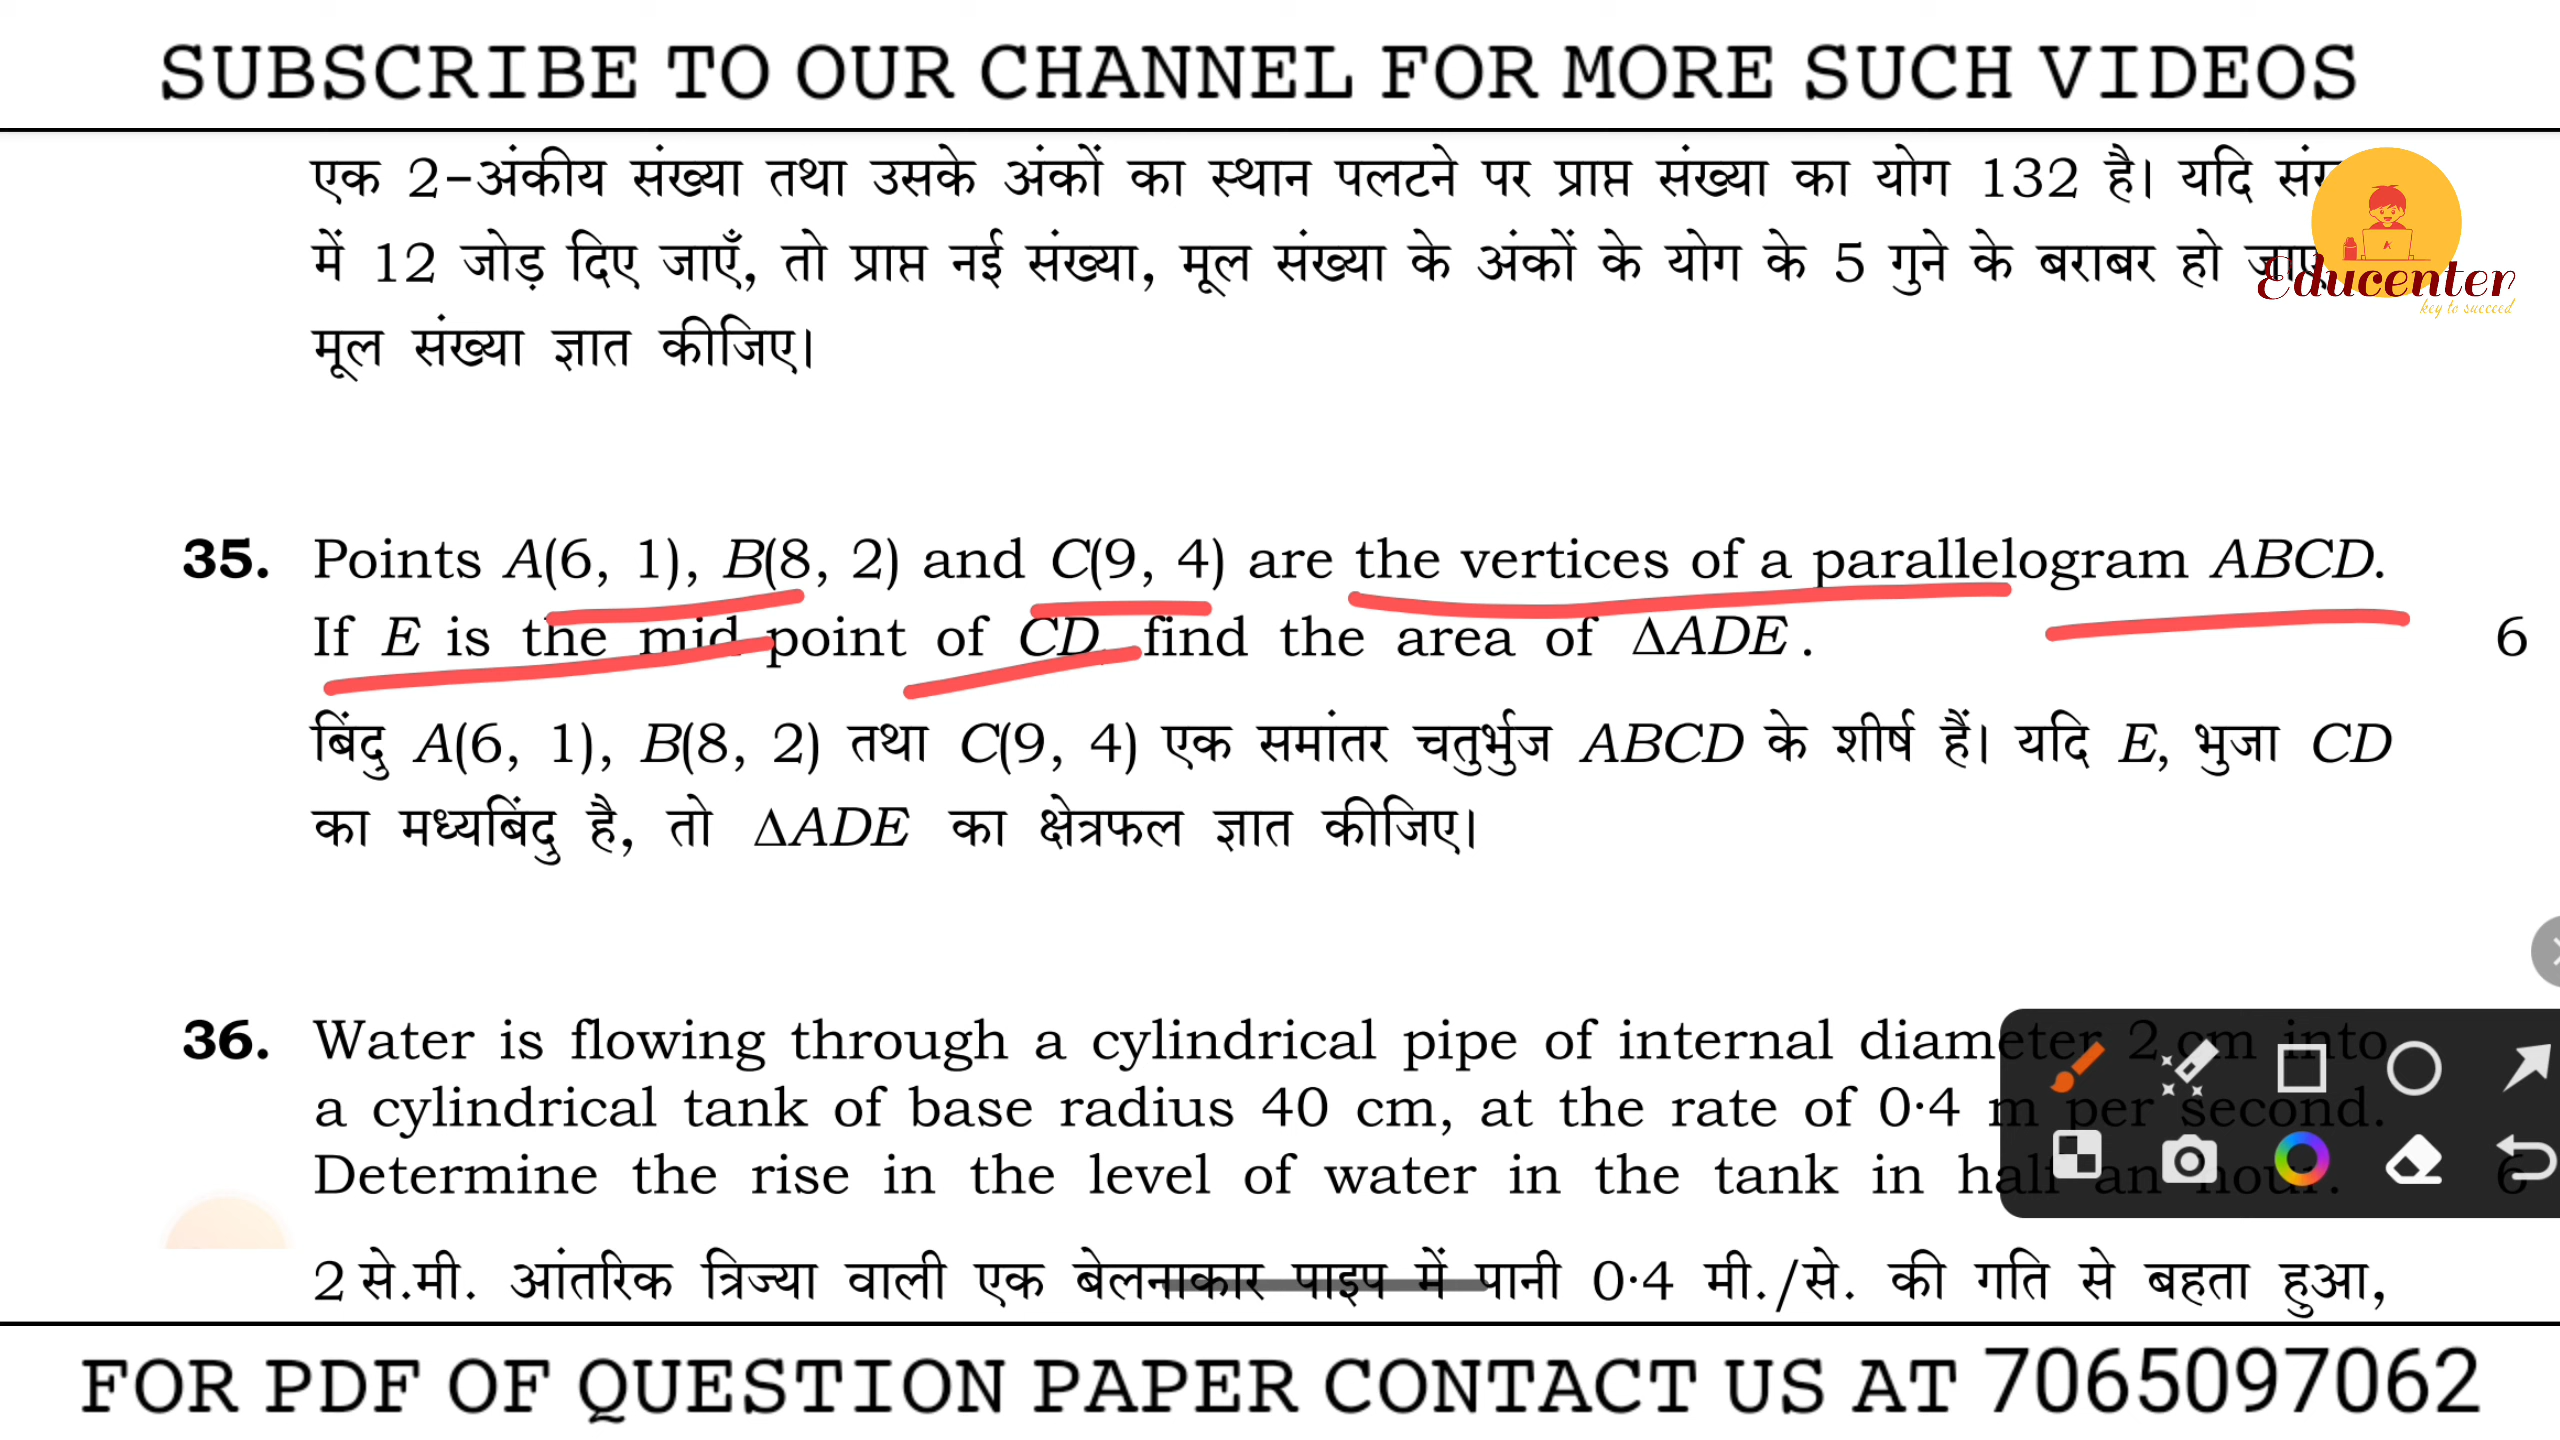 SUBSCRIBE TO OUR CHANNEL FOR MORE SUCH VIDEOS
एक 2-अंकीय संख्या तथा उसके अंकों का स्थान पलटने पर प्राप्त संख्या का योग 132 है। यदि
में 12 जोड़ दिए जाएँ, तो प्राप्त नई संख्या, मूल संख्या के अंकों के योग के 5 गुने के बराबर हो
Educenter
key to succeed
मूल संख्या ज्ञात कीजिए।
35. Points A(6, 1), B(8, 2) and C(9, 4) are the vertices of a parallelogram ABCD.
If E is the mid point of CD, find the area of ΔADE. 6
बिंदु A(6, 1), B(8, 2) तथा C(9, 4) एक समांतर चतुर्भुज ABCD के शीर्ष हैं। यदि E, भुजा CD
का मध्यबिंदु है, तो ΔADE का क्षेत्रफल ज्ञात कीजिए।
36. Water is flowing through a cylindrical pipe of internal diameter 2 cm into
a cylindrical tank of base radius 40 cm, at the rate of 0·4 m per second.
Determine the rise in the level of water in the tank in half an hour. 6
2 से.मी. आंतरिक त्रिज्या वाली एक बेलनाकार पाइप में पानी 0·4 मी./से. की गति से बहता हुआ,
FOR PDF OF QUESTION PAPER CONTACT US AT 7065097062